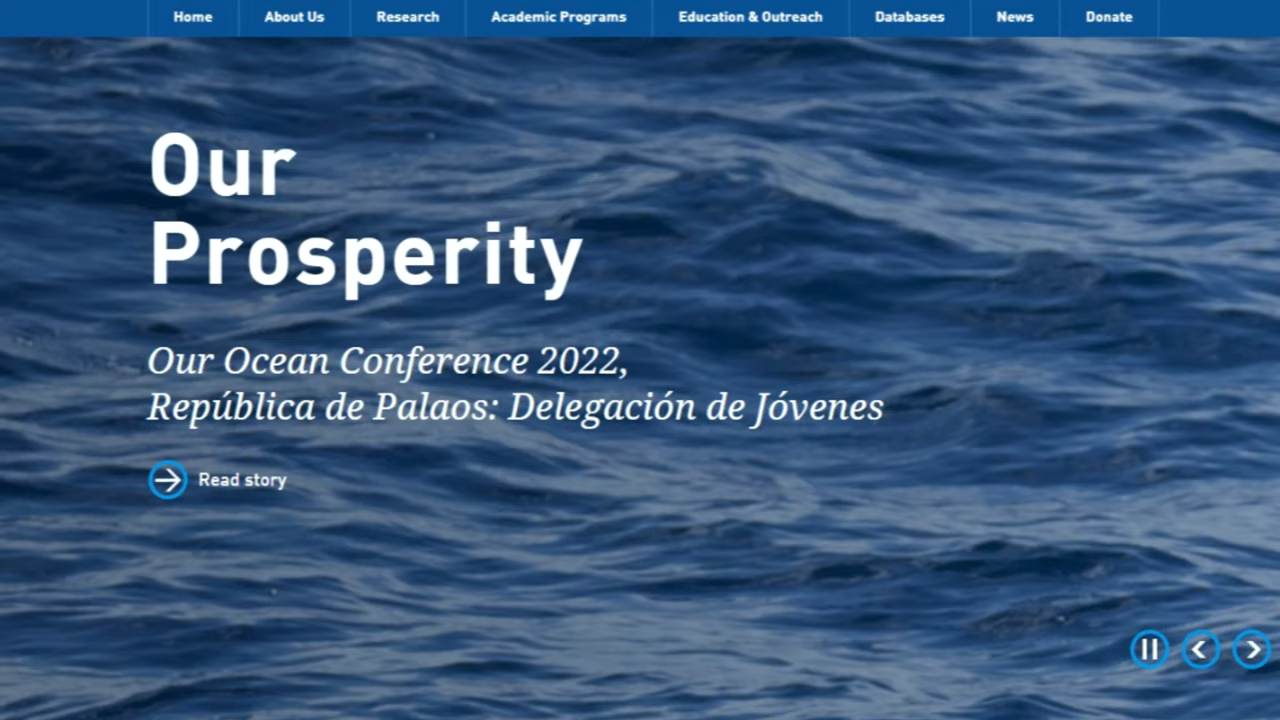 Home About Us Research Academic Programs Education & Outreach Databases News Donate
Our
Prosperity
Our Ocean Conference 2022,
República de Palaos: Delegación de Jóvenes
Read story